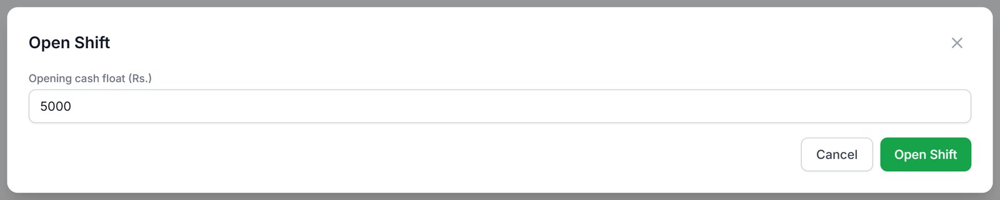 Open Shift
Opening cash float (Rs.)
5000
Cancel
Open Shift